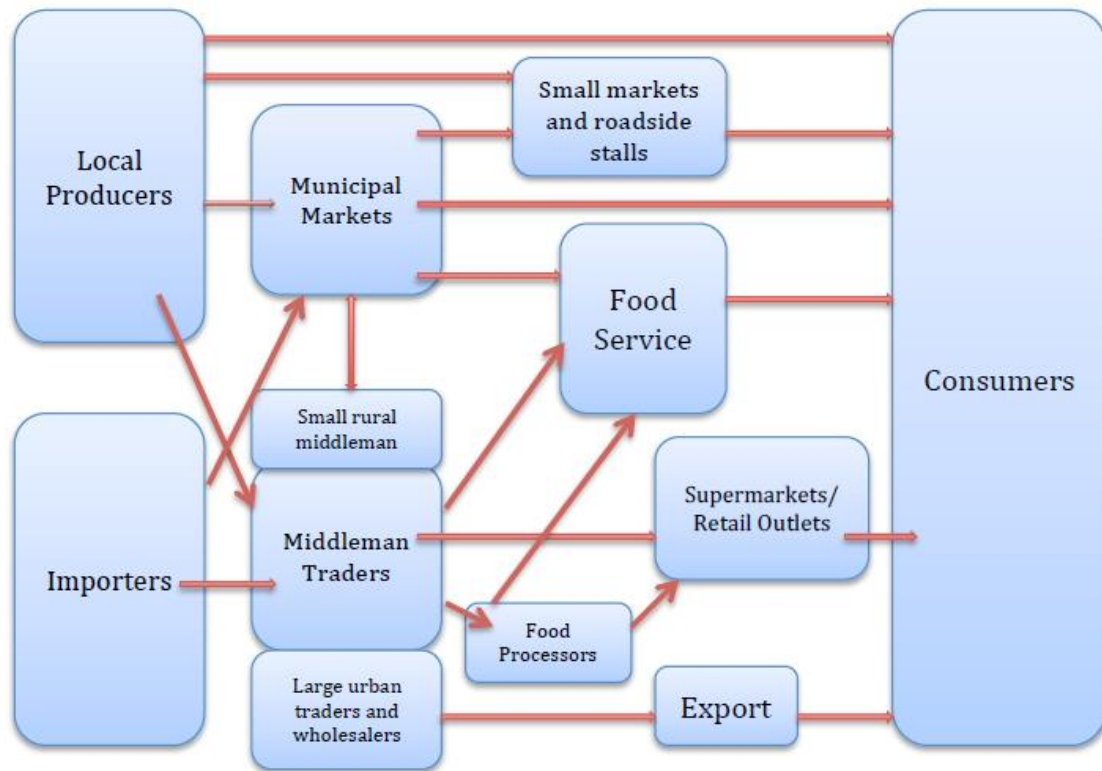 Local
Producers
Importers
Municipal
Markets
Small rural
middleman
Middleman
Traders
Large urban
traders and
wholesalers
Small markets
and roadside
stalls
Food
Service
Food
Processors
Supermarkets/
Retail Outlets
Export
Consumers